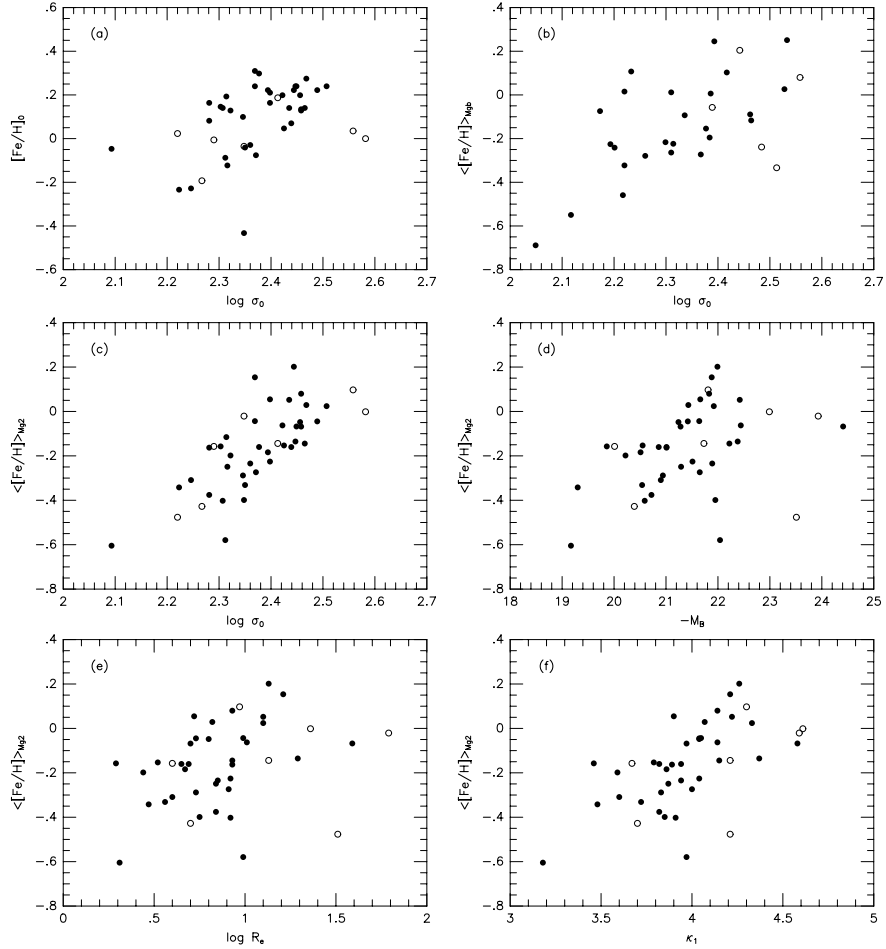 (a)
.6
.4
.2
0
−.2
−.4
−.6
[Fe/H]₀
2 2.1 2.2 2.3 2.4 2.5 2.6 2.7
log σ₀
(b)
.4
.2
0
−.2
−.4
−.6
−.8
<[Fe/H]>Mgb
2 2.1 2.2 2.3 2.4 2.5 2.6 2.7
log σ₀
(c)
.4
.2
0
−.2
−.4
−.6
−.8
<[Fe/H]>Mg2
2 2.1 2.2 2.3 2.4 2.5 2.6 2.7
log σ₀
(d)
.4
.2
0
−.2
−.4
−.6
−.8
<[Fe/H]>Mg2
18 19 20 21 22 23 24 25
−M_B
(e)
.4
.2
0
−.2
−.4
−.6
−.8
<[Fe/H]>Mg2
0 .5 1 1.5 2
log R_e
(f)
.4
.2
0
−.2
−.4
−.6
−.8
<[Fe/H]>Mg2
3 3.5 4 4.5 5
κ₁